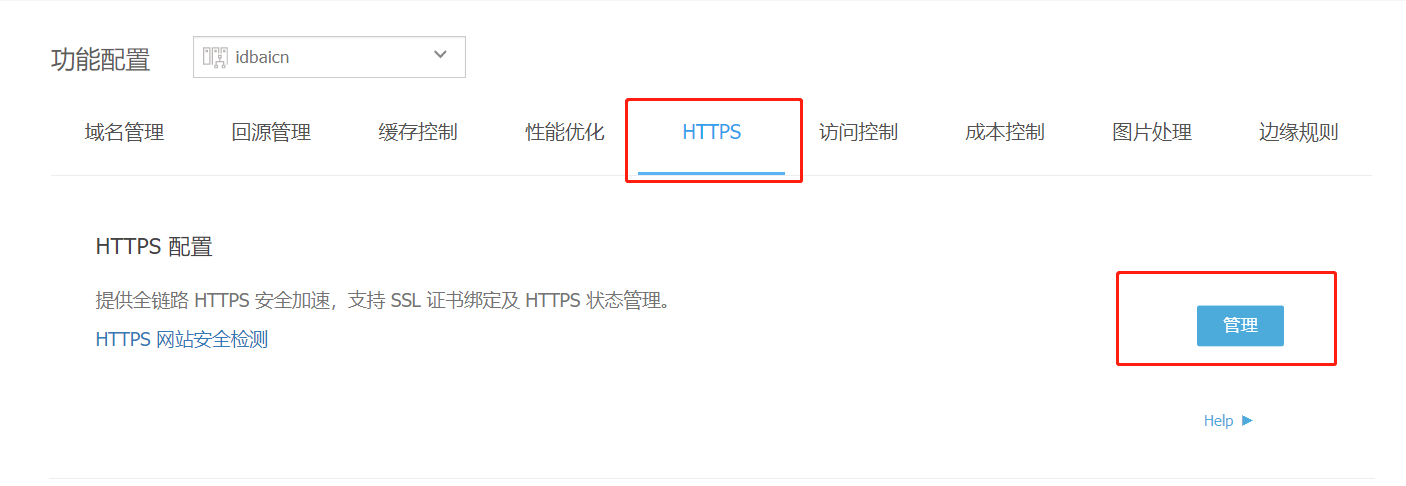 功能配置 idbaicn
域名管理 回源管理 缓存控制 性能优化 HTTPS 访问控制 成本控制 图片处理 边缘规则
HTTPS 配置
提供全链路 HTTPS 安全加速，支持 SSL 证书绑定及 HTTPS 状态管理。
管理
HTTPS 网站安全检测
Help